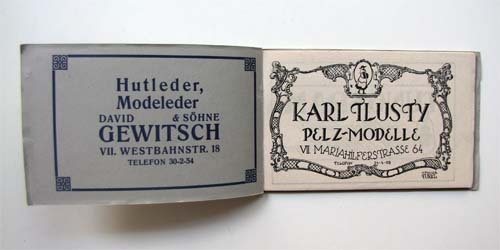 Hutleder,
Modeleder
DAVID & SÖHNE
GEWITSCH
VII. WESTBAHNSTR. 18
TELEFON 30-2-54
KARL TLUSTY
PELZ-MODELLE
VII MARIAHILFERSTRASSE 64
TELEFON